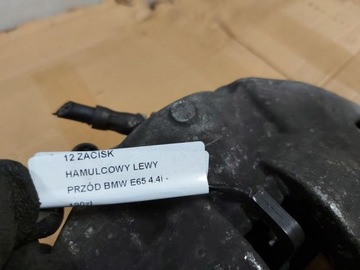 12 ZACISK
HAMULCOWY LEWY
PRZÓD BMW E65 4.4i -